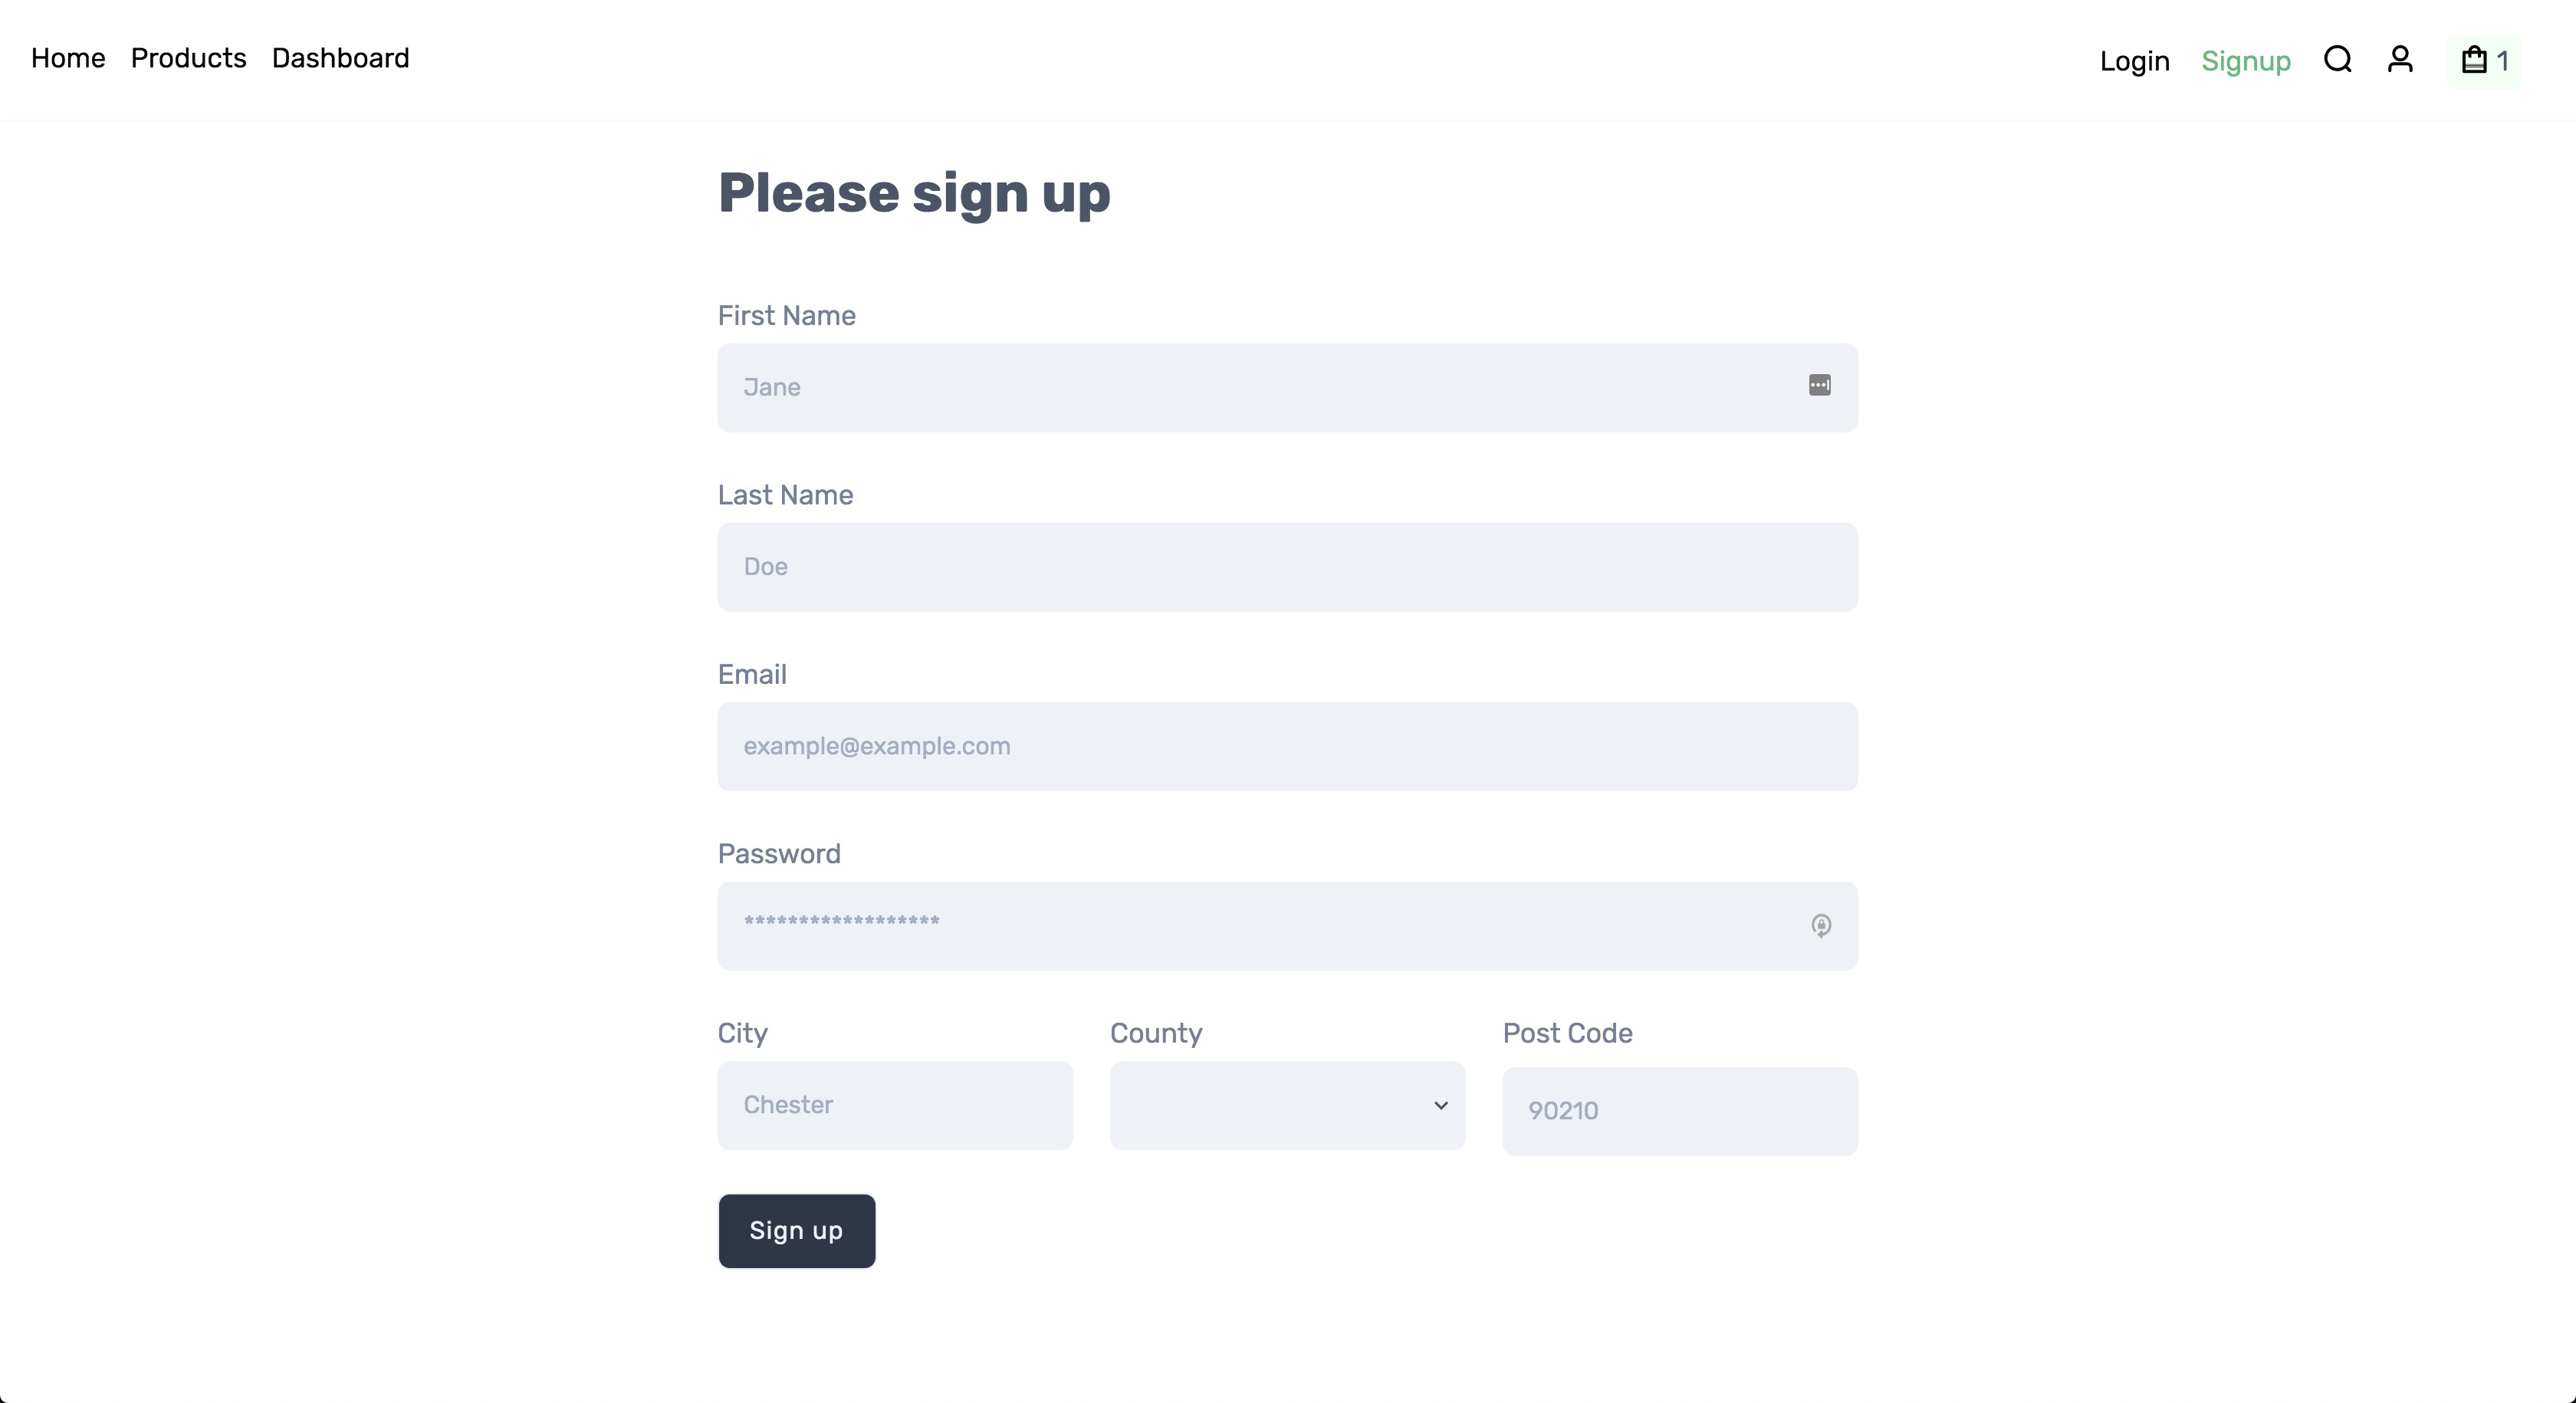 Home Products Dashboard Login Signup 1
Please sign up
First Name
Jane
Last Name
Doe
Email
example@example.com
Password
******************
City County Post Code
Chester 90210
Sign up